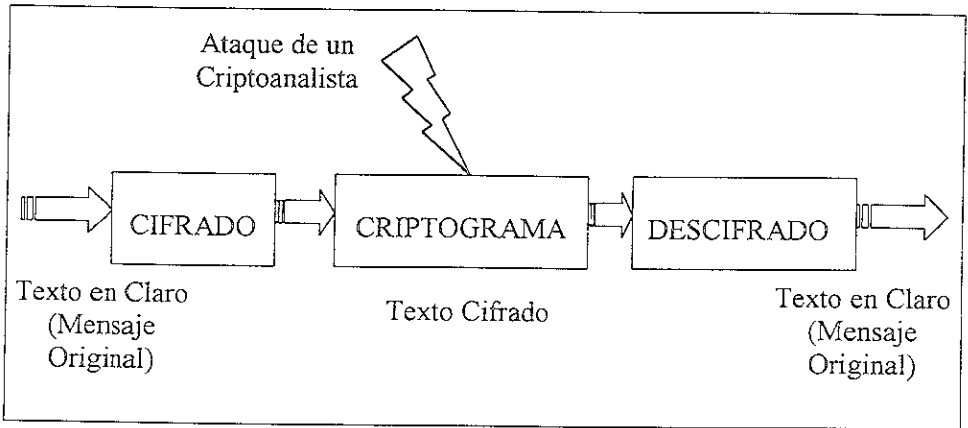 Ataque de un
Criptoanalista
CIFRADO
CRIPTOGRAMA
DESCIFRADO
Texto en Claro
(Mensaje
Original)
Texto Cifrado
Texto en Claro
(Mensaje
Original)